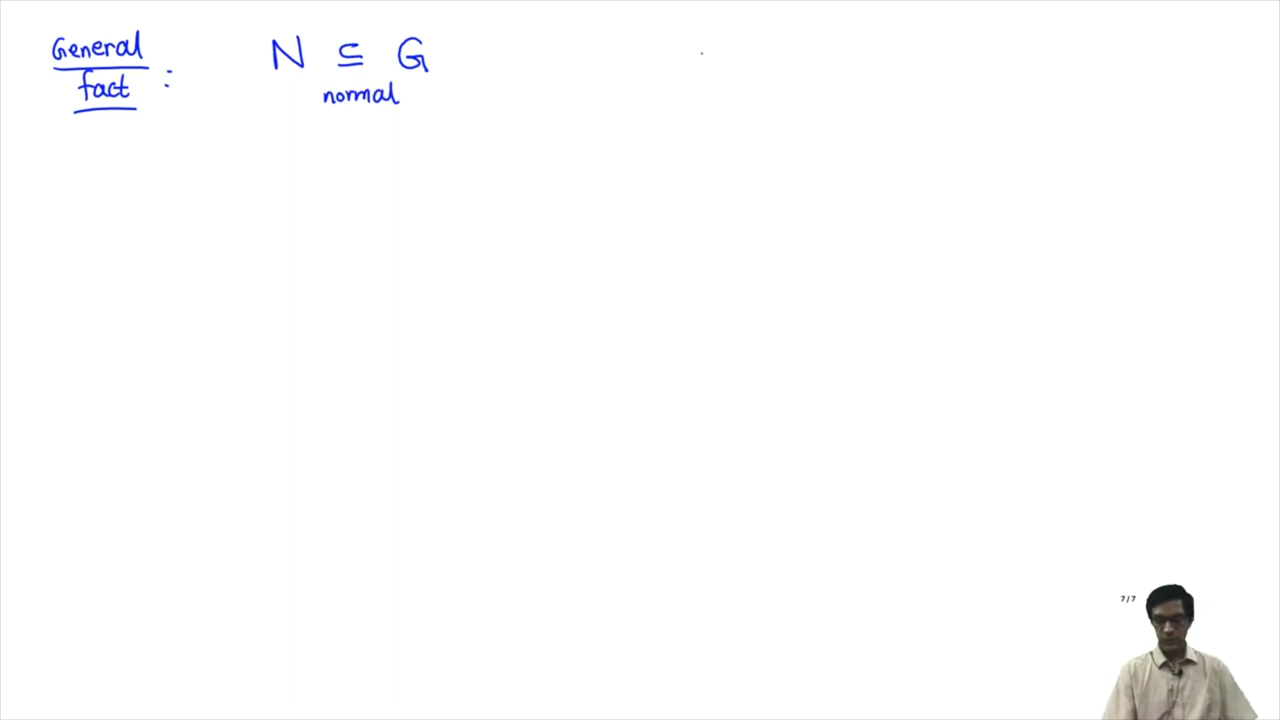 General
fact : N ⊆ G
normal
7/7